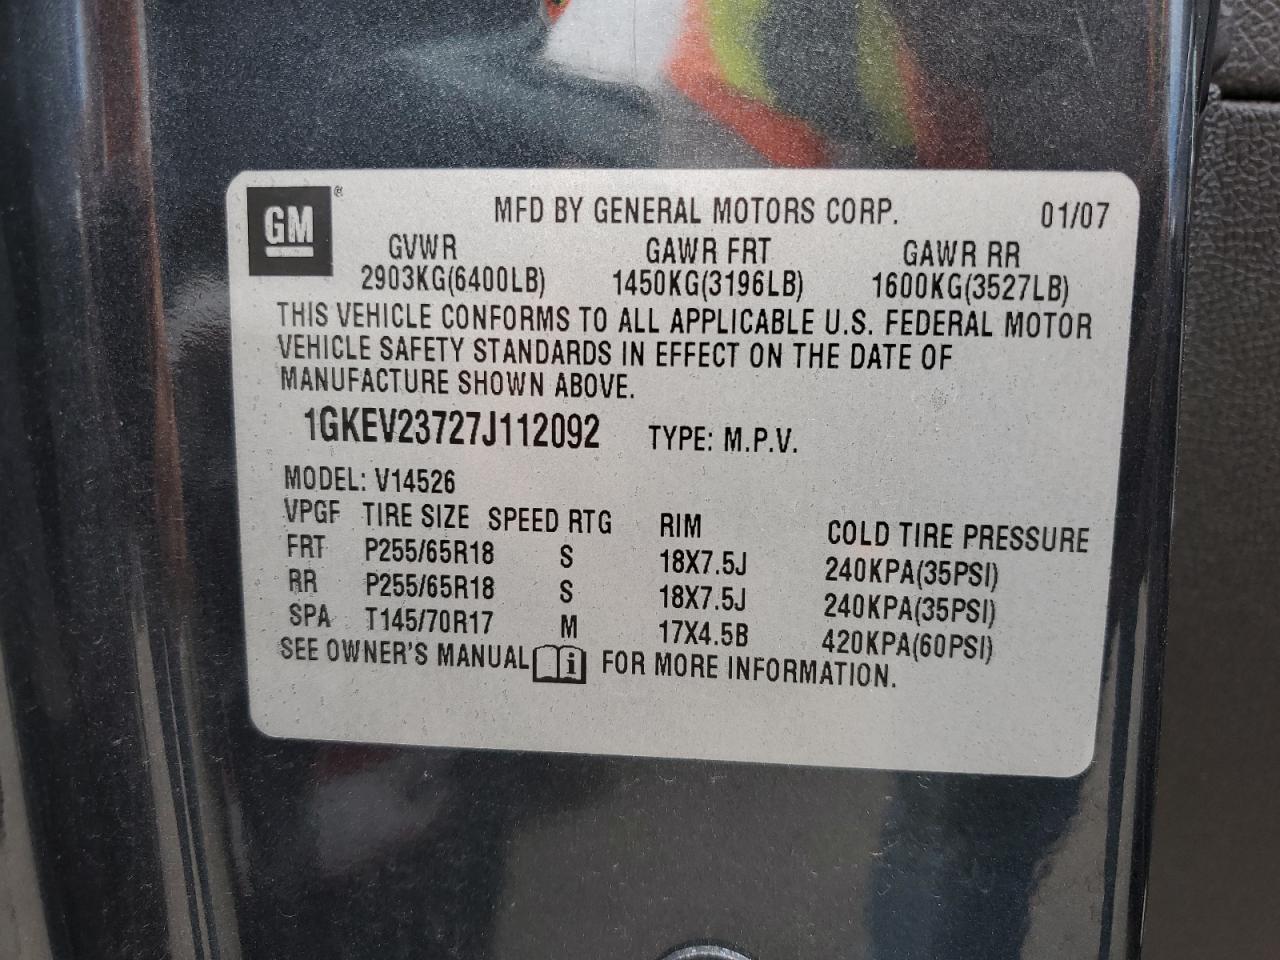 GM ® MFD BY GENERAL MOTORS CORP. 01/07
GVWR GAWR FRT GAWR RR
2903KG(6400LB) 1450KG(3196LB) 1600KG(3527LB)
THIS VEHICLE CONFORMS TO ALL APPLICABLE U.S. FEDERAL MOTOR
VEHICLE SAFETY STANDARDS IN EFFECT ON THE DATE OF
MANUFACTURE SHOWN ABOVE.
1GKEV23727J112092 TYPE: M.P.V.
MODEL: V14526
VPGF TIRE SIZE SPEED RTG RIM COLD TIRE PRESSURE
FRT P255/65R18 S 18X7.5J 240KPA(35PSI)
RR P255/65R18 S 18X7.5J 240KPA(35PSI)
SPA T145/70R17 M 17X4.5B 420KPA(60PSI)
SEE OWNER'S MANUAL i FOR MORE INFORMATION.